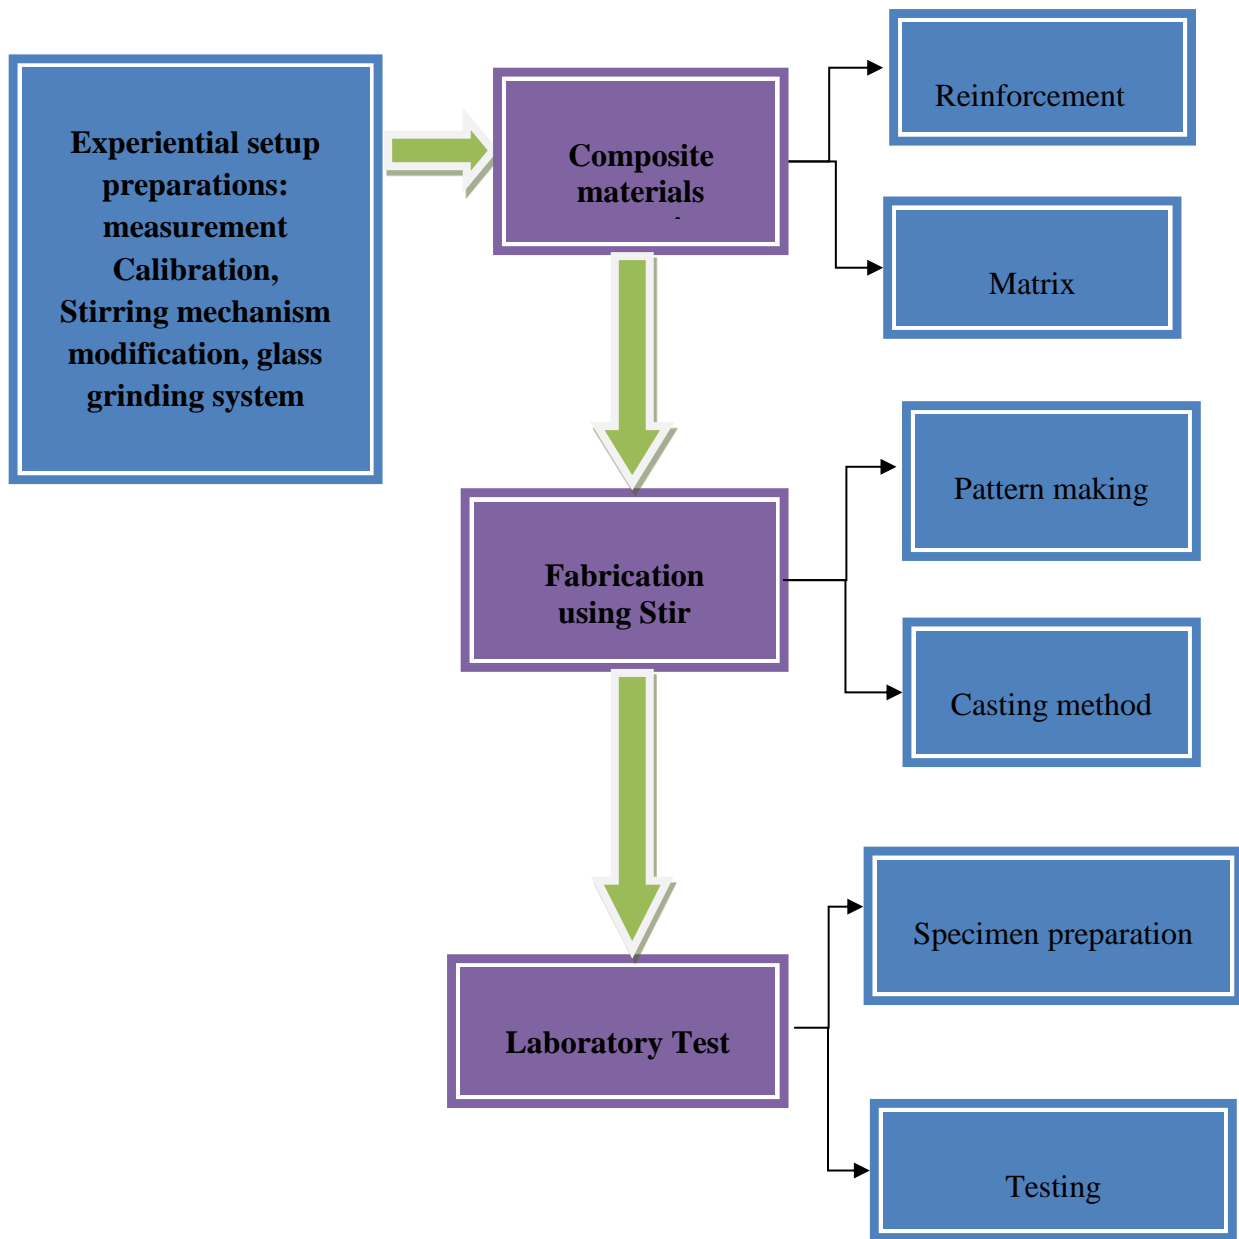 Experiential setup
preparations:
measurement
Calibration,
Stirring mechanism
modification, glass
grinding system
Composite
materials
Reinforcement
Matrix
Fabrication
using Stir
Pattern making
Casting method
Laboratory Test
Specimen preparation
Testing